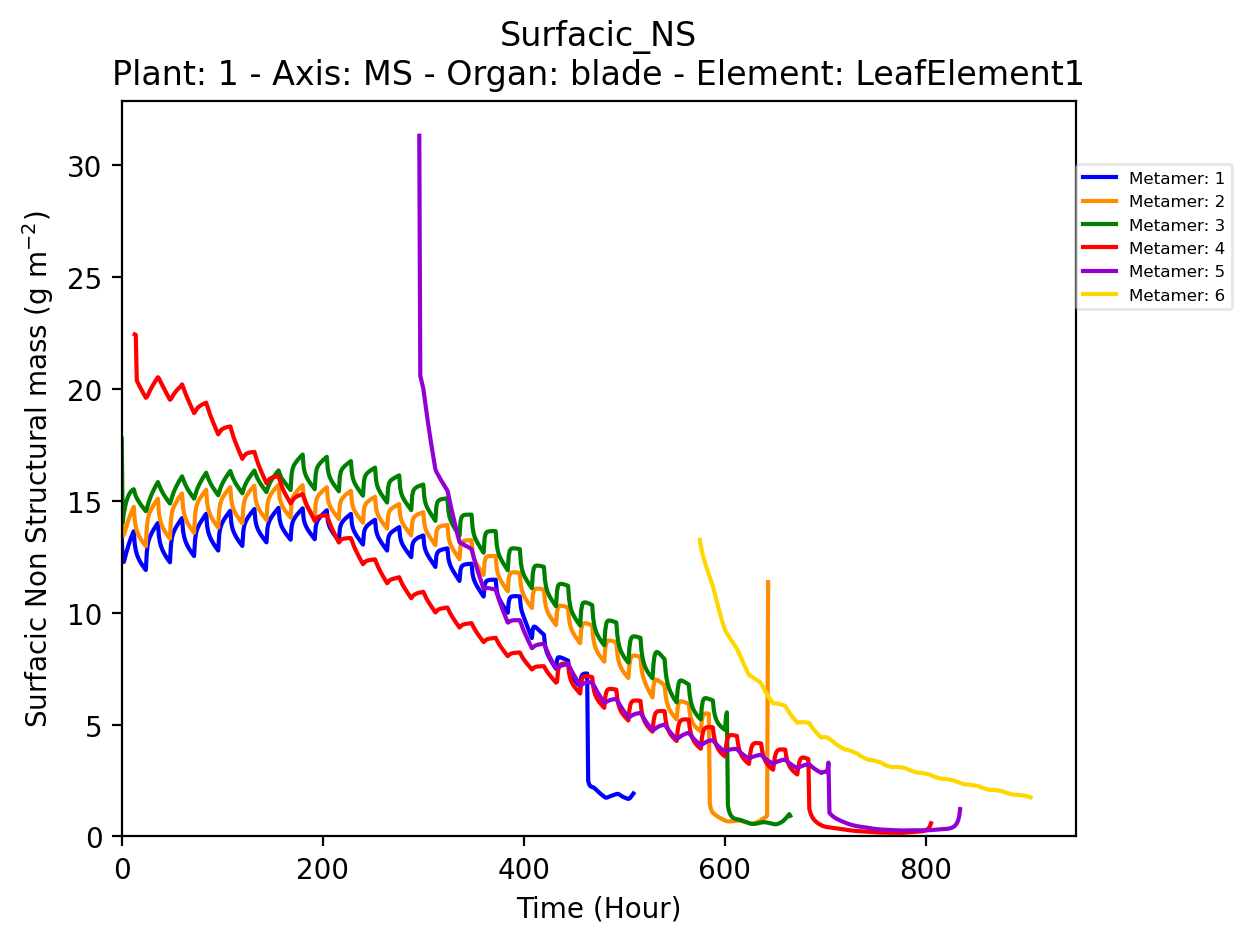 Surfacic_NS
Plant: 1 - Axis: MS - Organ: blade - Element: LeafElement1
Surfacic Non Structural mass (g m⁻²)
30
25
20
15
10
5
0
0 200 400 600 800
Time (Hour)
Metamer: 1
Metamer: 2
Metamer: 3
Metamer: 4
Metamer: 5
Metamer: 6